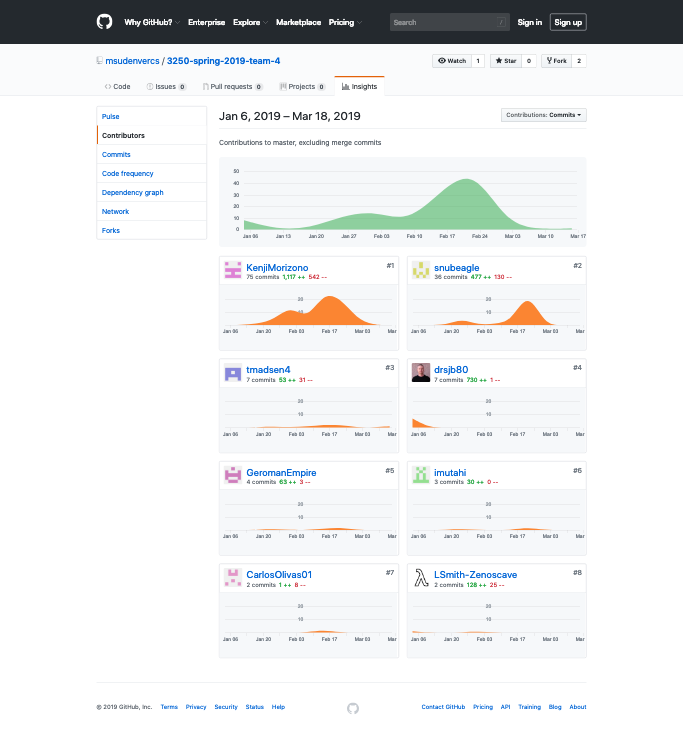 Why GitHub? Enterprise Explore Marketplace Pricing Search / Sign in Sign up
msudenvercs / 3250-spring-2019-team-4 Watch 1 Star 0 Fork 2
Code Issues 0 Pull requests 0 Projects 0 Insights
Pulse
Contributors
Commits
Code frequency
Dependency graph
Network
Forks
Jan 6, 2019 – Mar 18, 2019 Contributions: Commits
Contributions to master, excluding merge commits
50
40
30
20
10
0
Jan 06 Jan 13 Jan 20 Jan 27 Feb 03 Feb 10 Feb 17 Feb 24 Mar 03 Mar 10 Mar 17
KenjiMorizono #1
75 commits 1,117 ++ 542 --
20
10
Jan 06 Jan 20 Feb 03 Feb 17 Mar 03 Mar
snubeagle #2
36 commits 477 ++ 130 --
20
10
Jan 06 Jan 20 Feb 03 Feb 17 Mar 03 Mar
tmadsen4 #3
7 commits 53 ++ 31 --
20
10
Jan 06 Jan 20 Feb 03 Feb 17 Mar 03 Mar
drsjb80 #4
7 commits 730 ++ 1 --
20
10
Jan 06 Jan 20 Feb 03 Feb 17 Mar 03 Mar
GeromanEmpire #5
4 commits 63 ++ 3 --
20
10
Jan 06 Jan 20 Feb 03 Feb 17 Mar 03 Mar
imutahi #6
3 commits 30 ++ 0 --
20
10
Jan 06 Jan 20 Feb 03 Feb 17 Mar 03 Mar
CarlosOlivas01 #7
2 commits 1 ++ 8 --
20
10
Jan 06 Jan 20 Feb 03 Feb 17 Mar 03 Mar
LSmith-Zenoscave #8
2 commits 128 ++ 25 --
20
10
Jan 06 Jan 20 Feb 03 Feb 17 Mar 03 Mar
© 2019 GitHub, Inc. Terms Privacy Security Status Help Contact GitHub Pricing API Training Blog About